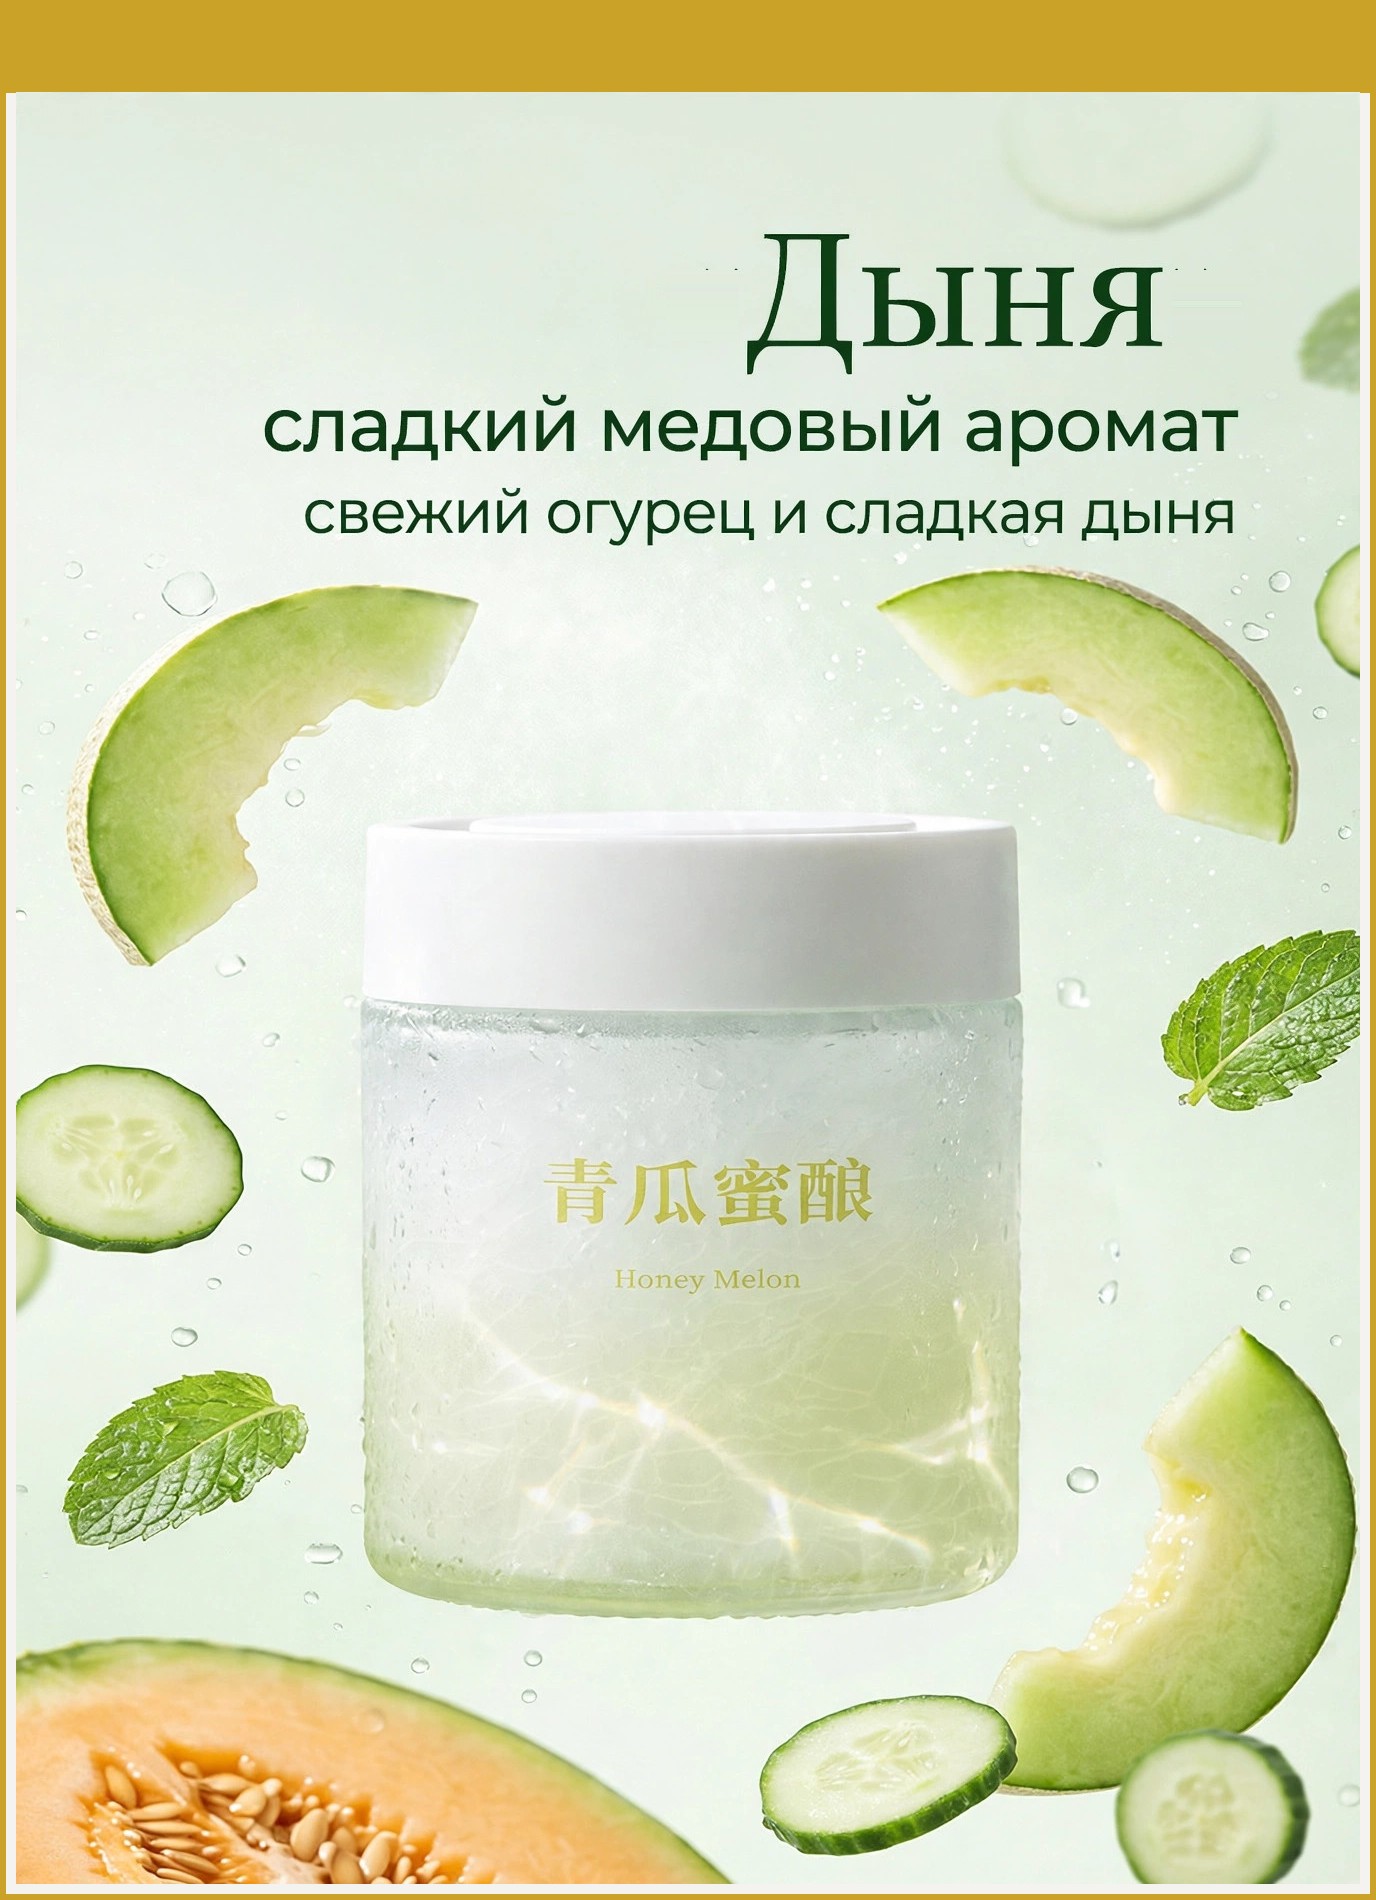 Дыня
сладкий медовый аромат
свежий огурец и сладкая дыня
青瓜蜜酿
Honey Melon